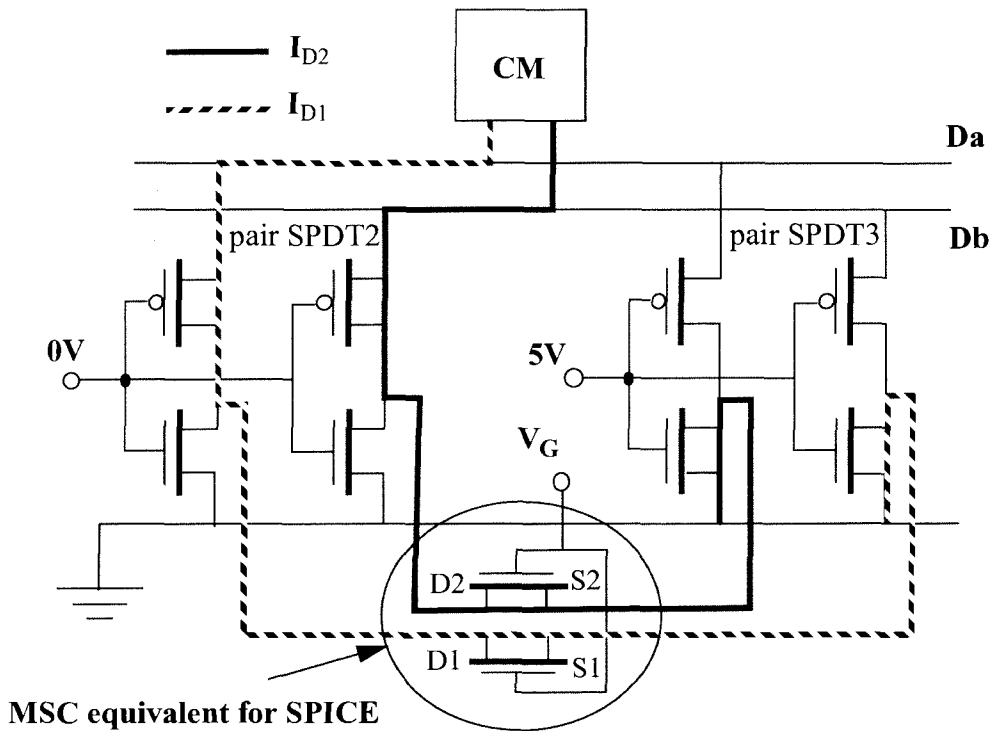 I_D2
CM
I_D1
Da
Db
pair SPDT2
pair SPDT3
0V
5V
V_G
D2
S2
D1
S1
MSC equivalent for SPICE